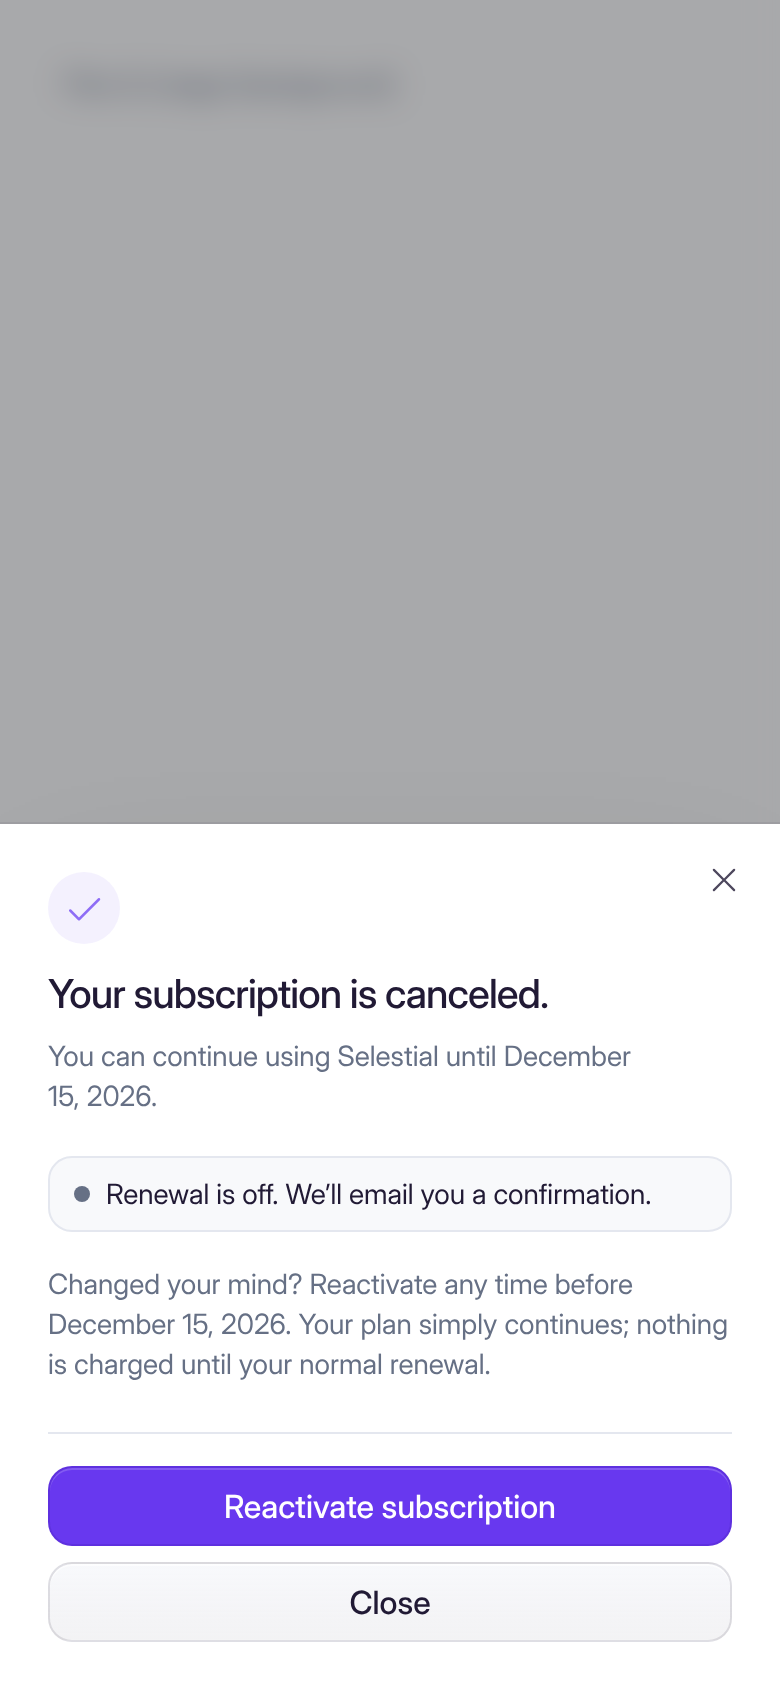 Your subscription is canceled.
You can continue using Selestial until December
15, 2026.
Renewal is off. We’ll email you a confirmation.
Changed your mind? Reactivate any time before
December 15, 2026. Your plan simply continues; nothing
is charged until your normal renewal.
Reactivate subscription
Close